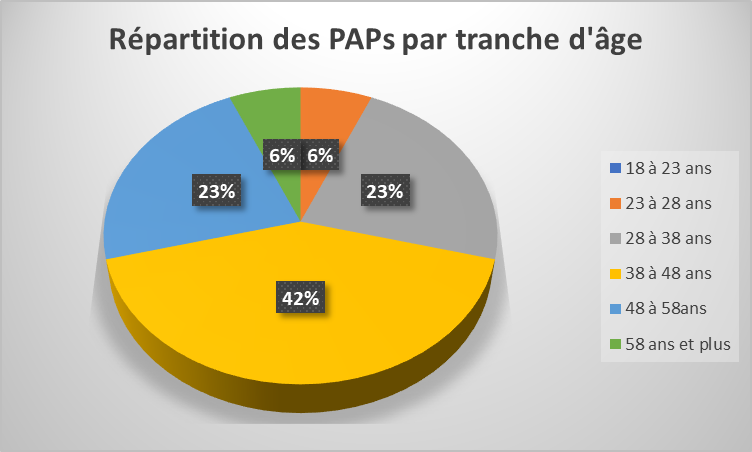 Répartition des PAPs par tranche d'âge
6%
6%
23%
23%
42%
18 à 23 ans
23 à 28 ans
28 à 38 ans
38 à 48 ans
48 à 58ans
58 ans et plus